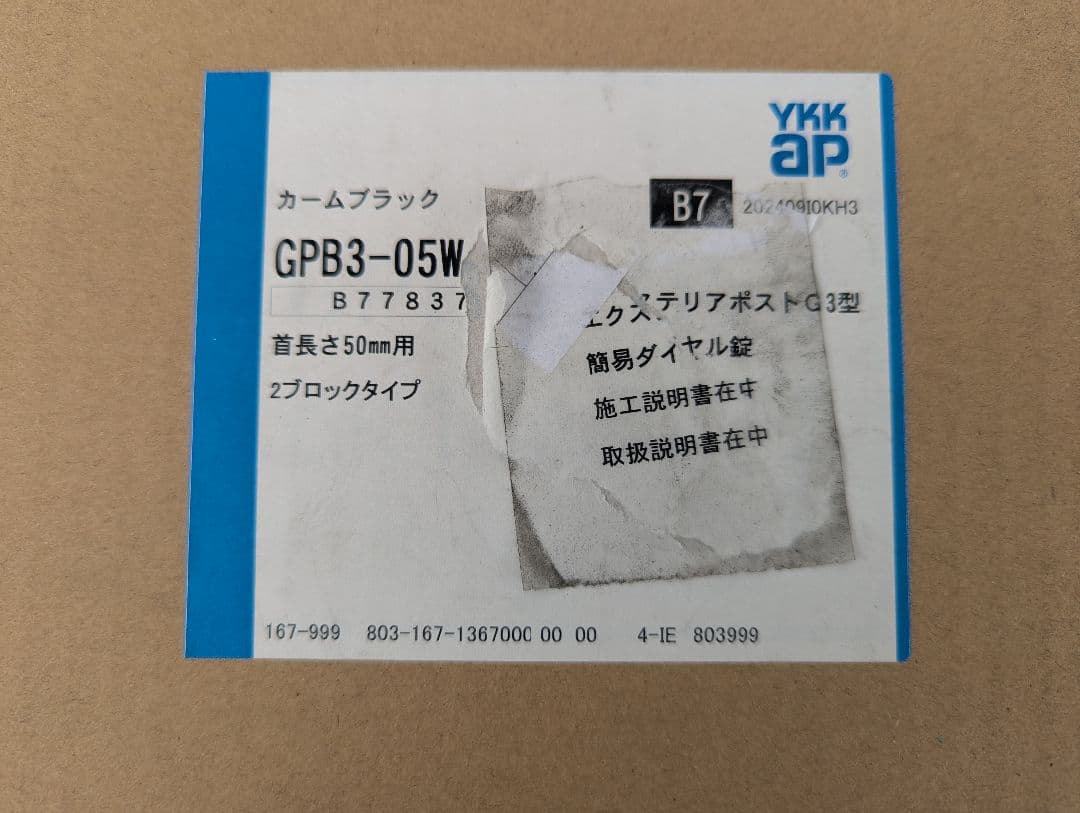 YKK
ap®
カームブラック
B7 20240910KH3
GPB3-05W
B77837
エクステリアポストG3型
首長さ50mm用
簡易ダイヤル錠
2ブロックタイプ
施工説明書在中
取扱説明書在中
167-999 803-167-1367000 00 00 4-IE 803999